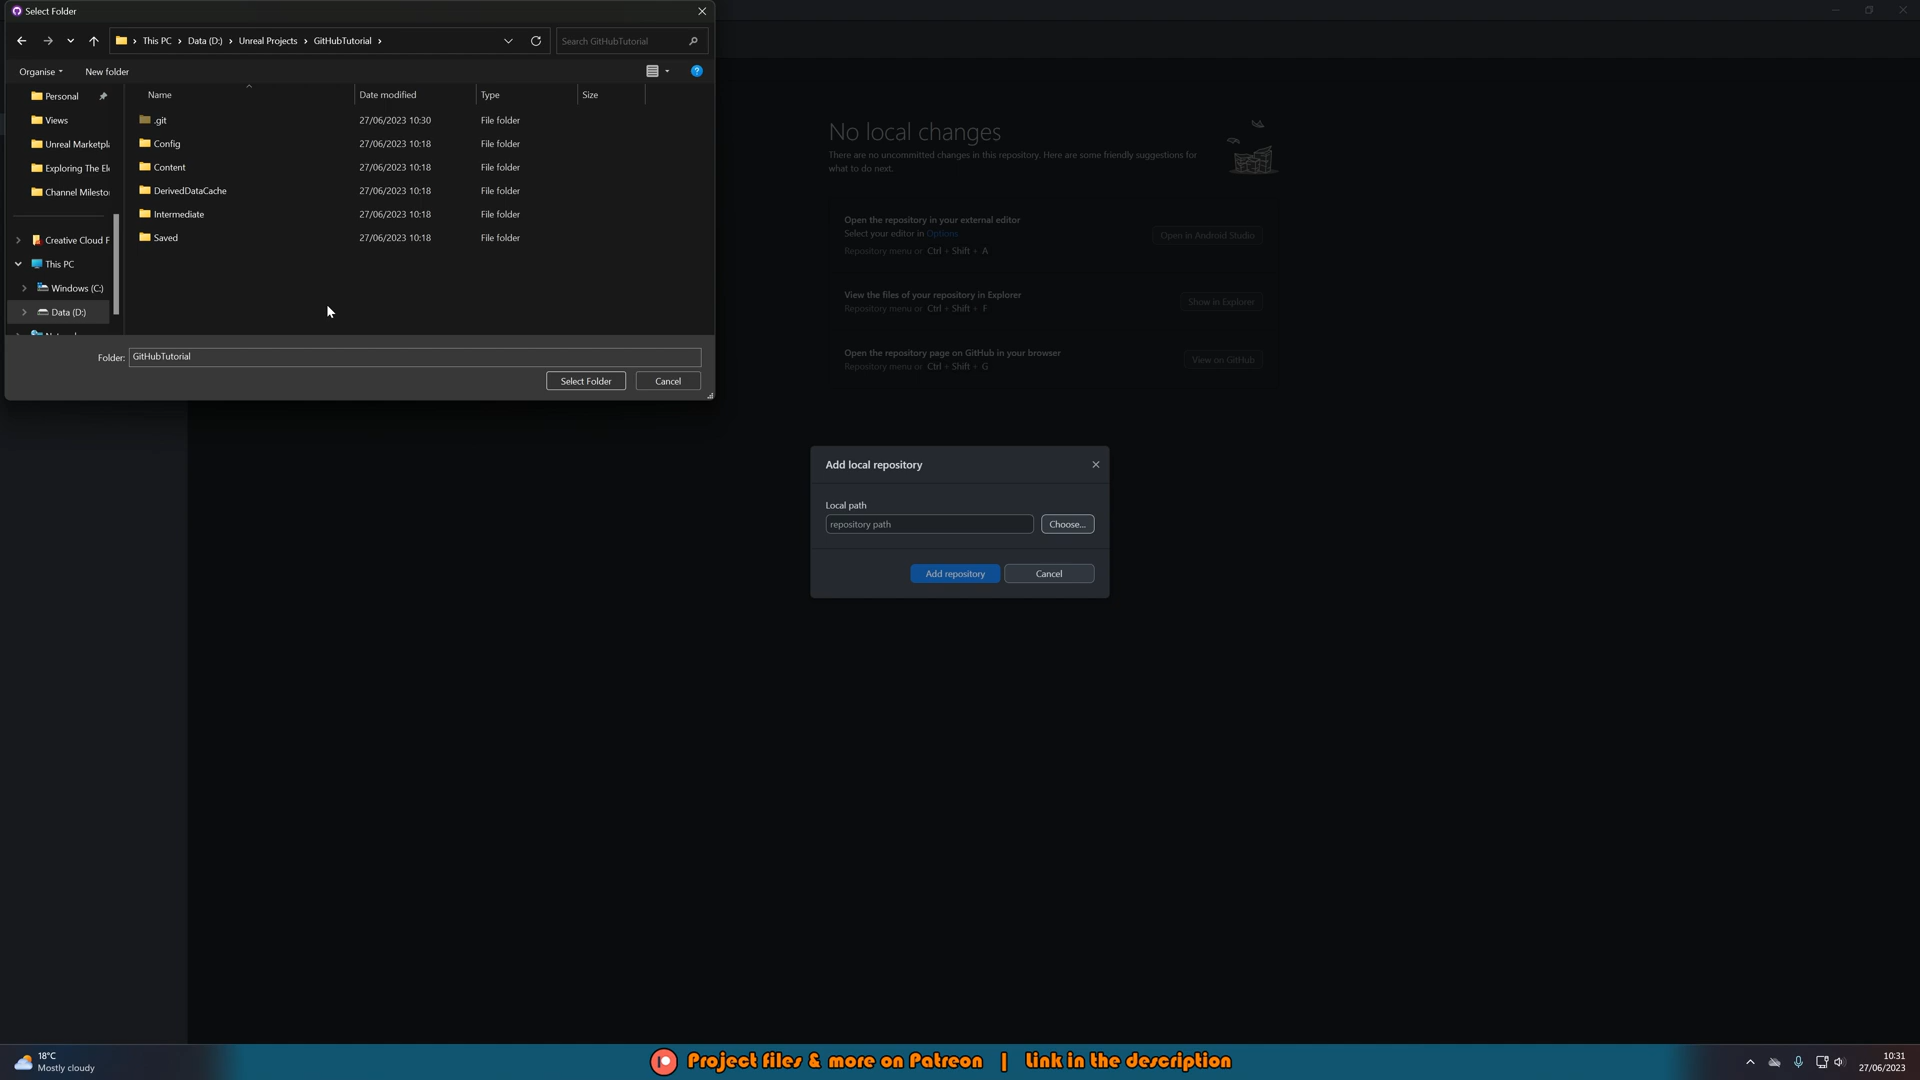 Select Folder
This PC > Data (D:) > Unreal Projects > GitHubTutorial >
Search GitHubTutorial
Organise
New folder
Name
Date modified
Type
Size
Personal
Views
Unreal Marketpl
Exploring The El
Channel Milesto
Creative Cloud F
This PC
Windows (C:)
Data (D:)
.git 27/06/2023 10:30 File folder
Config 27/06/2023 10:18 File folder
Content 27/06/2023 10:18 File folder
DerivedDataCache 27/06/2023 10:18 File folder
Intermediate 27/06/2023 10:18 File folder
Saved 27/06/2023 10:18 File folder
Folder: GitHubTutorial
Select Folder
Cancel
No local changes
There are no uncommitted changes in this repository. Here are some friendly suggestions for
what to do next.
Open the repository in your external editor
Select your editor in Options
Repository menu or Ctrl + Shift + A
Open in Android Studio
View the files of your repository in Explorer
Repository menu or Ctrl + Shift + F
Show in Explorer
Open the repository page on GitHub in your browser
Repository menu or Ctrl + Shift + G
View on GitHub
Add local repository
Local path
repository path
Choose...
Add repository
Cancel
18°C
Mostly cloudy
Project files & more on Patreon | Link in the description
10:31
27/06/2023